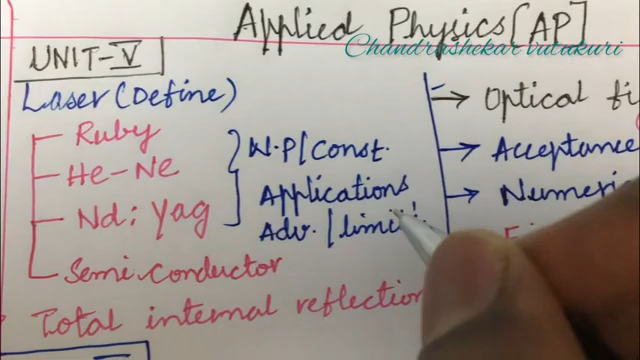 Applied Physics [AP]
Chandrashekar vutukuri
UNIT-V
Laser (Define)
Ruby
He-Ne
Nd: Yag
Semi.conductor
W.P/Const.
Applications
Adv. /
Total internal reflection
→ Optical
→ Acceptance
→